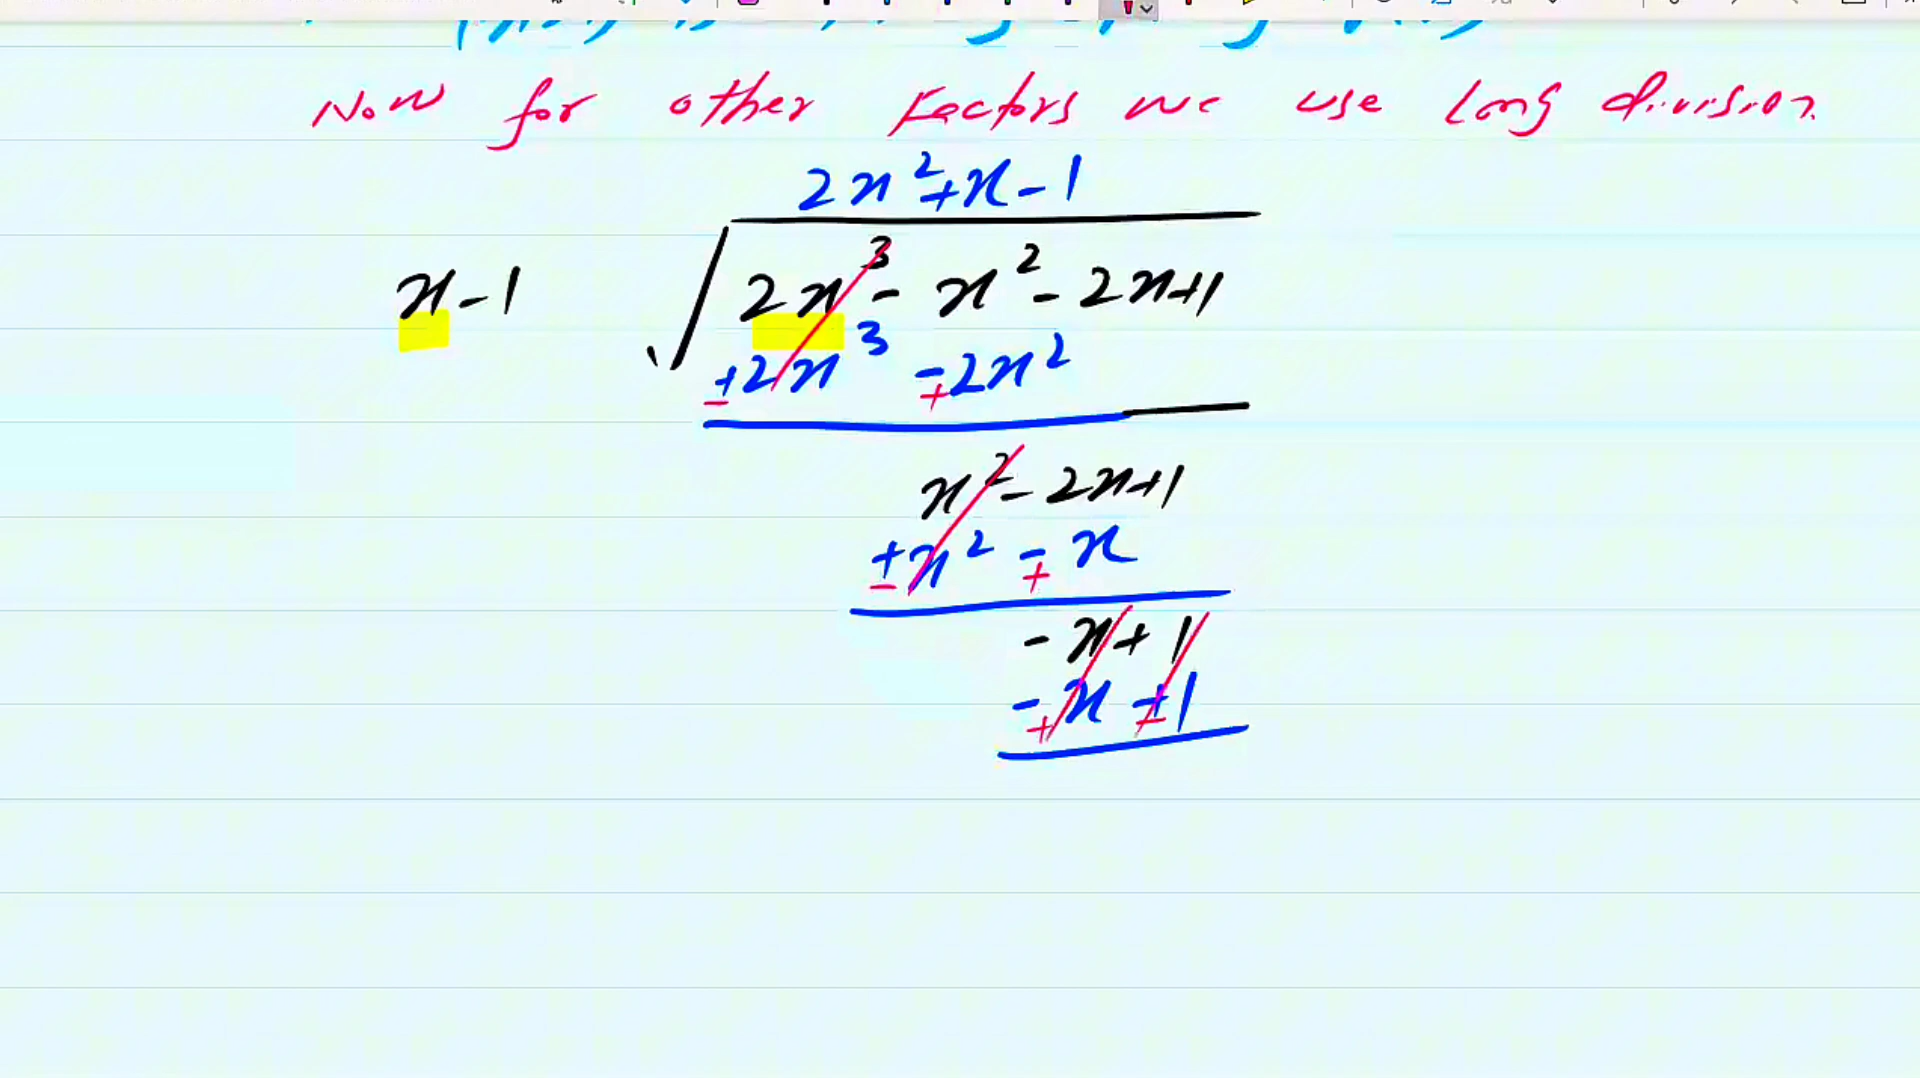 Now for other Factors we use long division.
2x²+x-1
x-1 2x³- x²- 2x+1
±2x³ ∓2x²
x²- 2x+1
±x² ∓ x
-x+1
∓x ±1